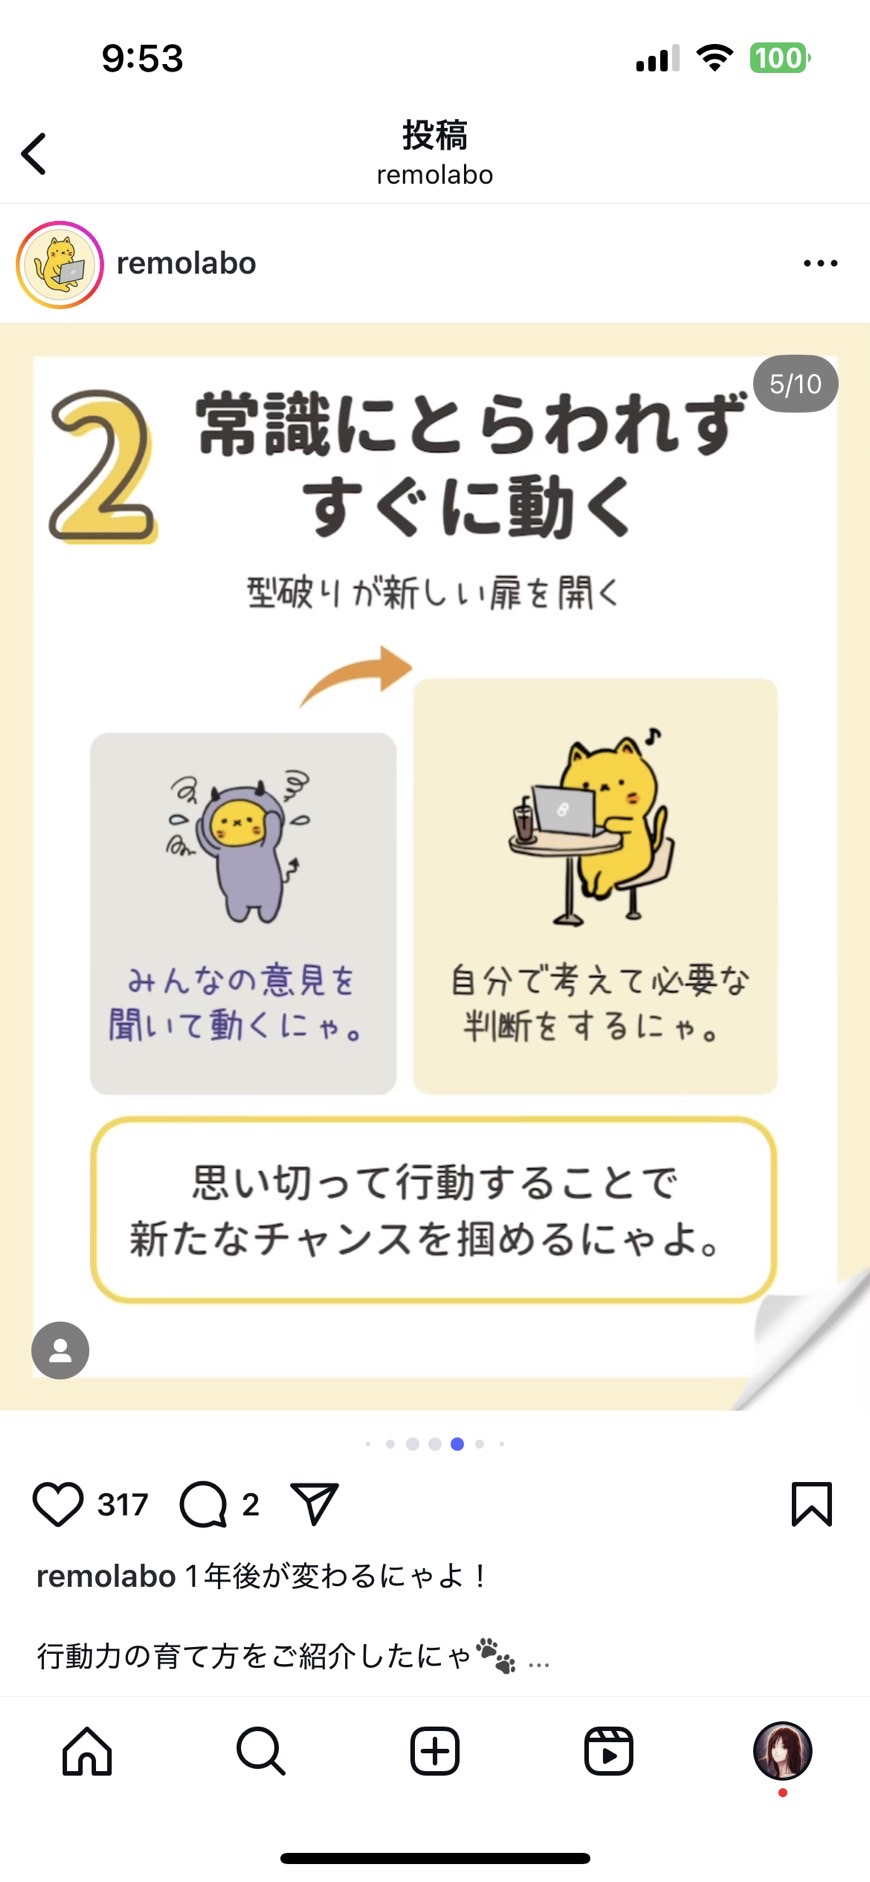 9:53
100
投稿
remolabo
remolabo
5/10
2
常識にとらわれず
すぐに動く
型破りが新しい扉を開く
みんなの意見を
聞いて動くにゃ。
自分で考えて必要な
判断をするにゃ。
思い切って行動することで
新たなチャンスを掴めるにゃよ。
317
2
remolabo 1年後が変わるにゃよ！
行動力の育て方をご紹介したにゃ🐾 ...